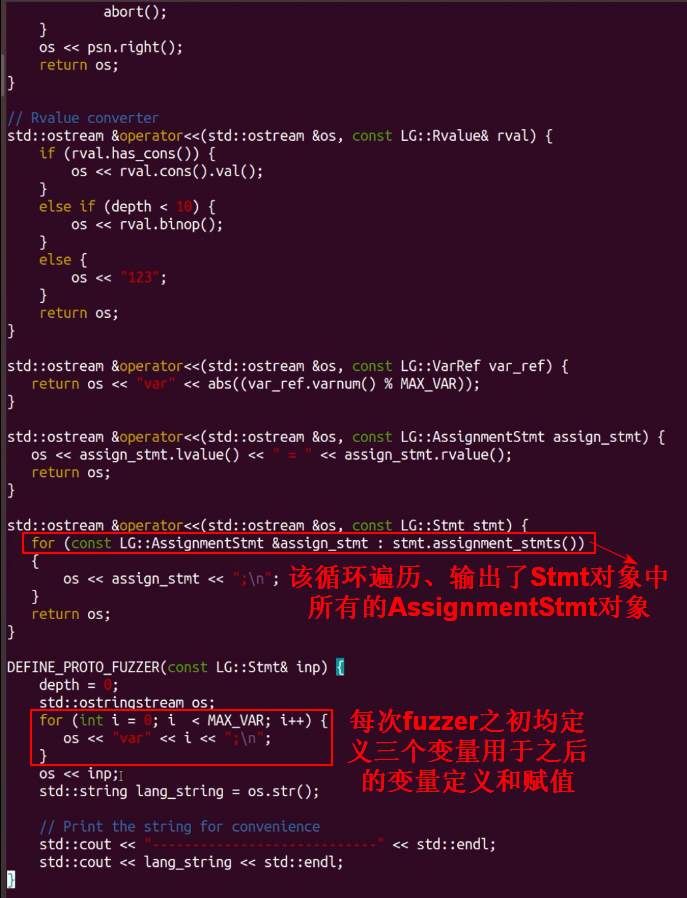 abort();
    }
    os << psn.right();
    return os;
}
// Rvalue converter
std::ostream &operator<<(std::ostream &os, const LG::Rvalue& rval) {
    if (rval.has_cons()) {
        os << rval.cons().val();
    }
    else if (depth < 10) {
        os << rval.binop();
    }
    else {
        os << "123";
    }
    return os;
}
std::ostream &operator<<(std::ostream &os, const LG::VarRef var_ref) {
   return os << "var" << abs((var_ref.varnum() % MAX_VAR));
}
std::ostream &operator<<(std::ostream &os, const LG::AssignmentStmt assign_stmt) {
   os << assign_stmt.lvalue() << " = " << assign_stmt.rvalue();
   return os;
}
std::ostream &operator<<(std::ostream &os, const LG::Stmt stmt) {
   for (const LG::AssignmentStmt &assign_stmt : stmt.assignment_stmts())
   {
       os << assign_stmt << ";\n";
   }
   return os;
}
该循环遍历、输出了Stmt对象中
所有的AssignmentStmt对象
DEFINE_PROTO_FUZZER(const LG::Stmt& inp) {
    depth = 0;
    std::ostringstream os;
    for (int i = 0; i  < MAX_VAR; i++) {
       os << "var" << i << ";\n";
    }
    os << inp;
    std::string lang_string = os.str();
每次fuzzer之初均定
义三个变量用于之后
的变量定义和赋值
    // Print the string for convenience
    std::cout << "----------------------------" << std::endl;
    std::cout << lang_string << std::endl;
}